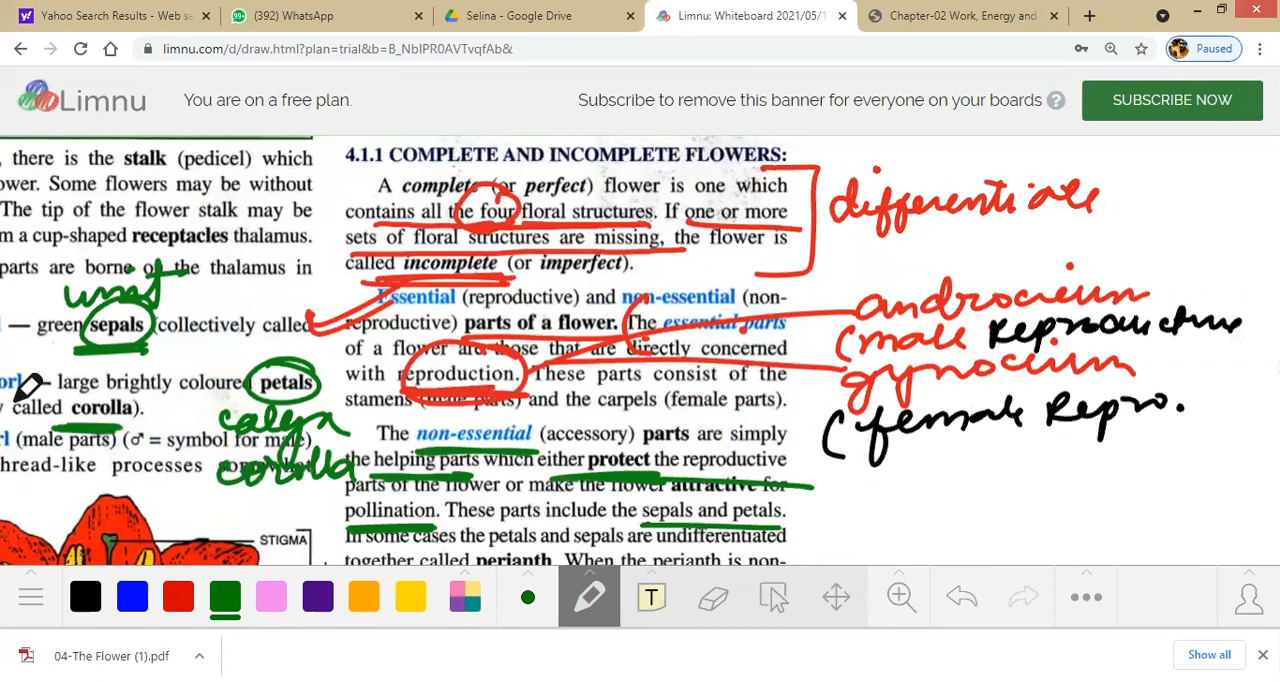 Yahoo Search Results - Web se
(392) WhatsApp
Selina - Google Drive
Limnu: Whiteboard 2021/05/1
Chapter-02 Work, Energy and
limnu.com/d/draw.html?plan=trial&b=B_NbIPR0AVTvqfAb&
Paused
Limnu
You are on a free plan.
Subscribe to remove this banner for everyone on your boards
SUBSCRIBE NOW
, there is the stalk (pedicel) which
ower. Some flowers may be without
The tip of the flower stalk may be
m a cup-shaped receptacles thalamus.
parts are borne on the thalamus in
— green sepals (collectively called
orl — large brightly coloured petals
y called corolla).
calyx
rl (male parts) (♂ = symbol for male)
hread-like processes
corolla
STIGMA
4.1.1 COMPLETE AND INCOMPLETE FLOWERS:
A complete (or perfect) flower is one which
contains all the four floral structures. If one or more
sets of floral structures are missing, the flower is
called incomplete (or imperfect).
Essential (reproductive) and non-essential (non-
reproductive) parts of a flower. The essential parts
of a flower are those that are directly concerned
with reproduction. These parts consist of the
stamens (male parts) and the carpels (female parts).
The non-essential (accessory) parts are simply
the helping parts which either protect the reproductive
parts of the flower or make the flower attractive for
pollination. These parts include the sepals and petals.
In some cases the petals and sepals are undifferentiated
together called perianth. When the perianth is non-
differentiate
androcieum
(male Reproductive
gynocium
(female Repro.
T
04-The Flower (1).pdf
Show all